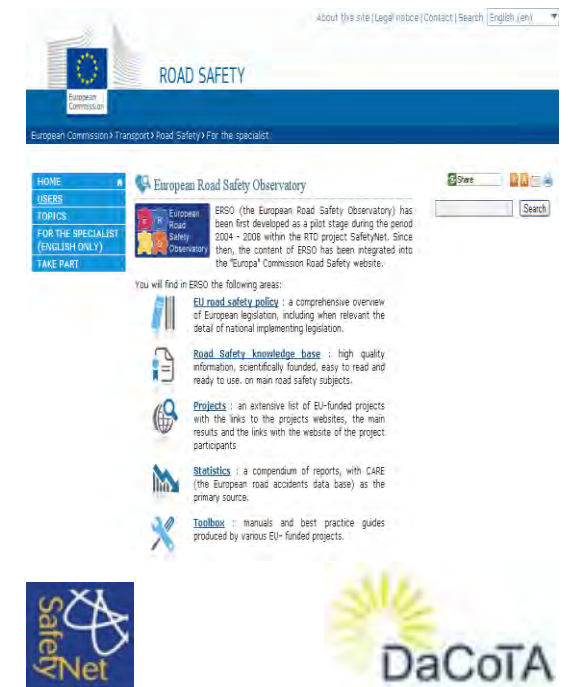 About this site | Legal notice | Contact | Search English (en)
ROAD SAFETY
European
Commission
European Commission > Transport > Road Safety > For the specialist
HOME
USERS
TOPICS
FOR THE SPECIALIST
(ENGLISH ONLY)
TAKE PART
European Road Safety Observatory
Share
Search
E R
S O
European
Road
Safety
Observatory
ERSO (the European Road Safety Observatory) has
been first developed as a pilot stage during the period
2004 - 2008 within the RTD project SafetyNet. Since
then, the content of ERSO has been integrated into
the "Europa" Commission Road Safety website.
You will find in ERSO the following areas:
EU road safety policy : a comprehensive overview
of European legislation, including when relevant the
detail of national implementing legislation.
Road Safety knowledge base : high quality
information, scientifically founded, easy to read and
ready to use. on main road safety subjects.
Projects : an extensive list of EU-funded projects
with the links to the projects websites, the main
results and the links with the website of the project
participants
Statistics : a compendium of reports, with CARE
(the European road accidents data base) as the
primary source.
Toolbox : manuals and best practice guides
produced by various EU- funded projects.
SafetyNet
DaCoTA